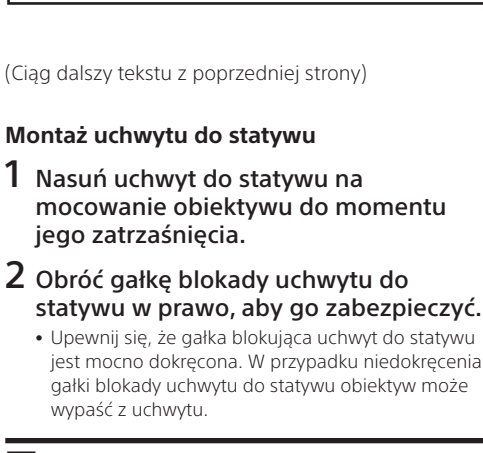 (Ciąg dalszy tekstu z poprzedniej strony)
Montaż uchwytu do statywu
1 Nasuń uchwyt do statywu na
mocowanie obiektywu do momentu
jego zatrzaśnięcia.
2 Obróć gałkę blokady uchwytu do
statywu w prawo, aby go zabezpieczyć.
• Upewnij się, że gałka blokująca uchwyt do statywu
jest mocno dokręcona. W przypadku niedokręcenia
gałki blokady uchwytu do statywu obiektyw może
wypaść z uchwytu.